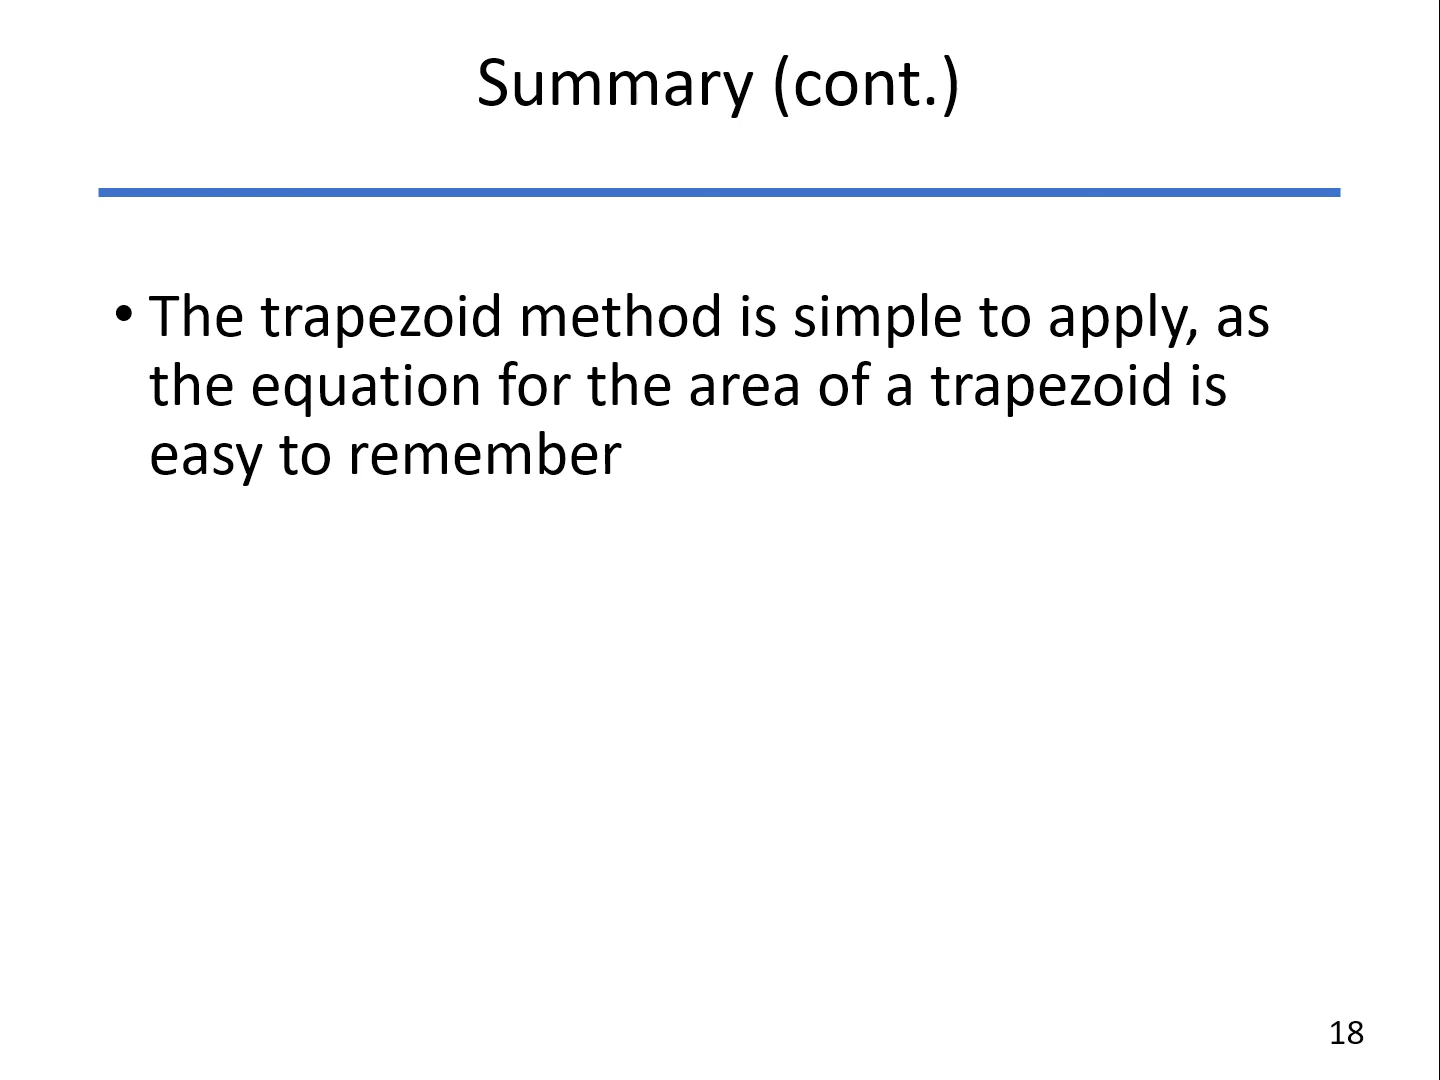 Summary (cont.)
• The trapezoid method is simple to apply, as
the equation for the area of a trapezoid is
easy to remember
18